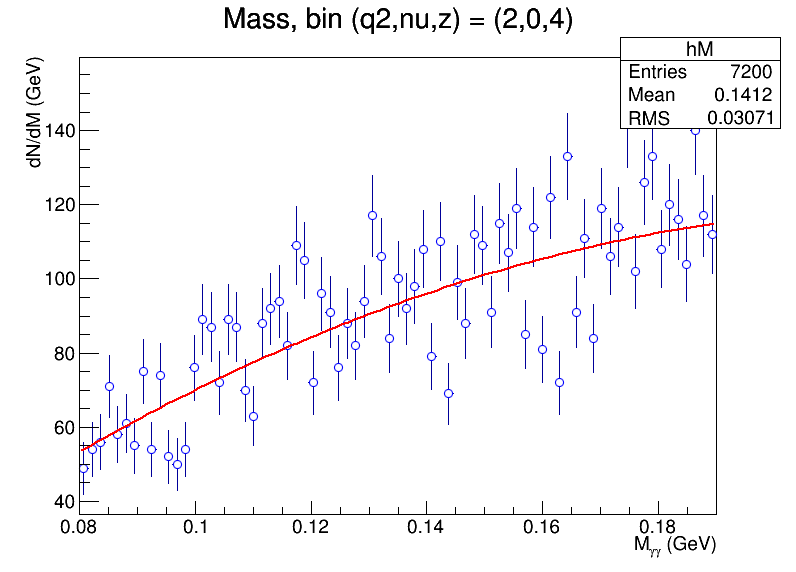 Mass, bin (q2,nu,z) = (2,0,4)
hM
Entries 7200
Mean 0.1412
RMS 0.03071
dN/dM (GeV)
140
120
100
80
60
40
0.08 0.1 0.12 0.14 0.16 0.18
Mγγ (GeV)